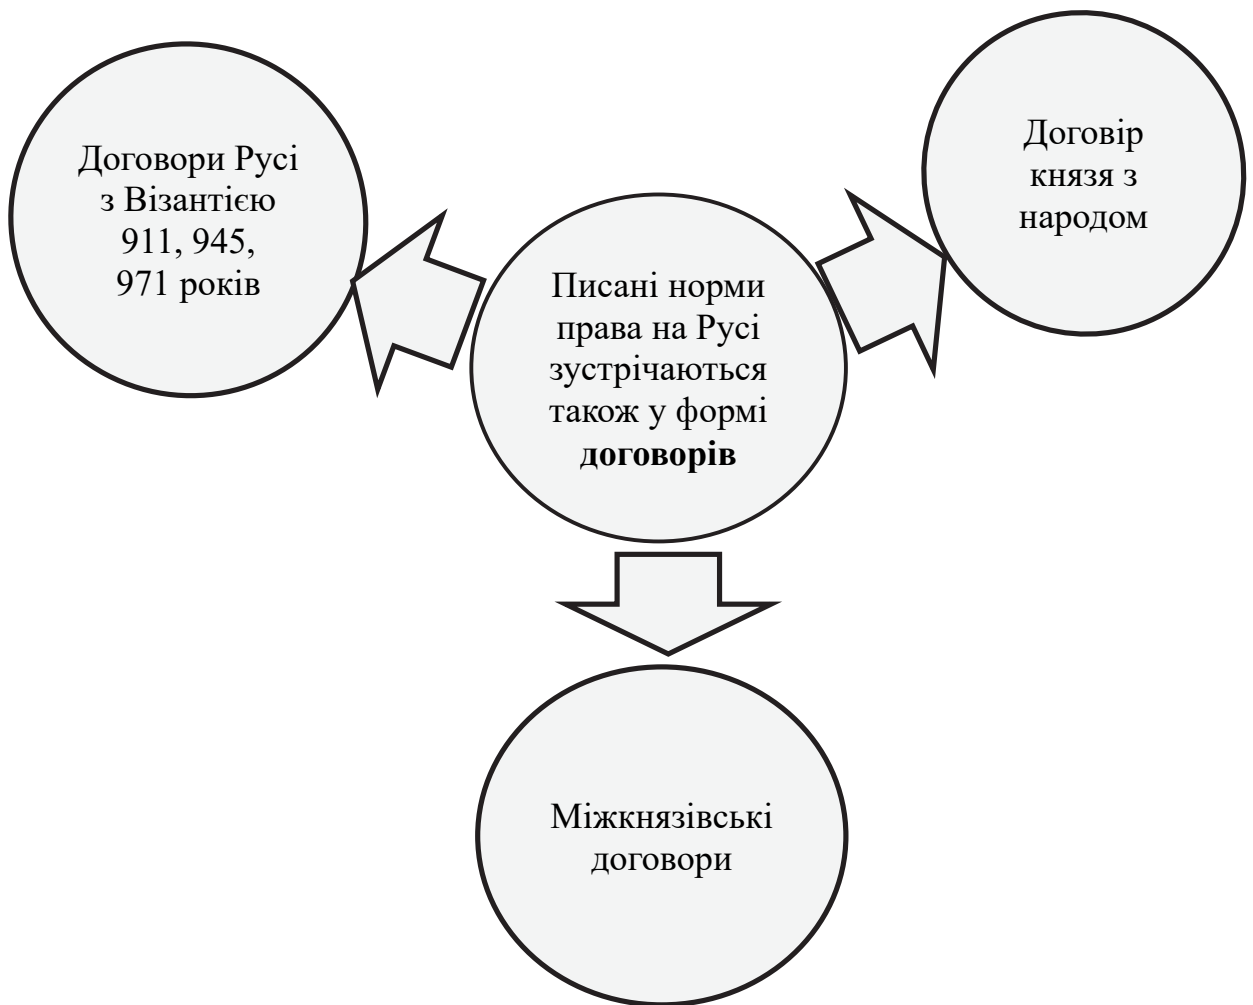 Договори Русі
з Візантією
911, 945,
971 років
Договір
князя з
народом
Писані норми
права на Русі
зустрічаються
також у формі
договорів
Міжкнязівські
договори